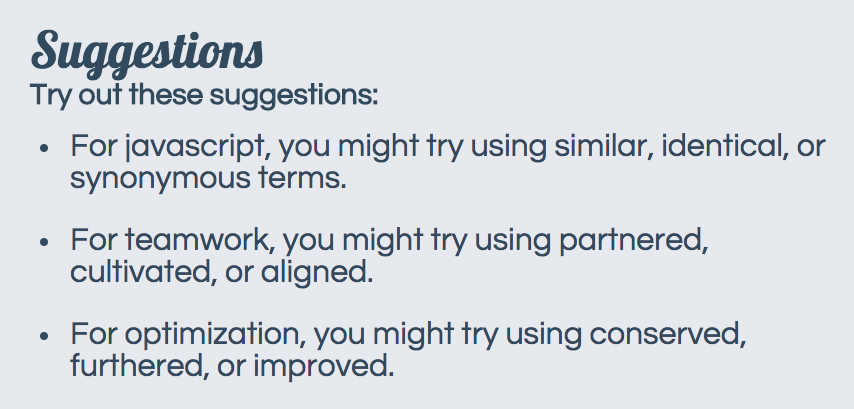 Suggestions
Try out these suggestions:
• For javascript, you might try using similar, identical, or
synonymous terms.
• For teamwork, you might try using partnered,
cultivated, or aligned.
• For optimization, you might try using conserved,
furthered, or improved.